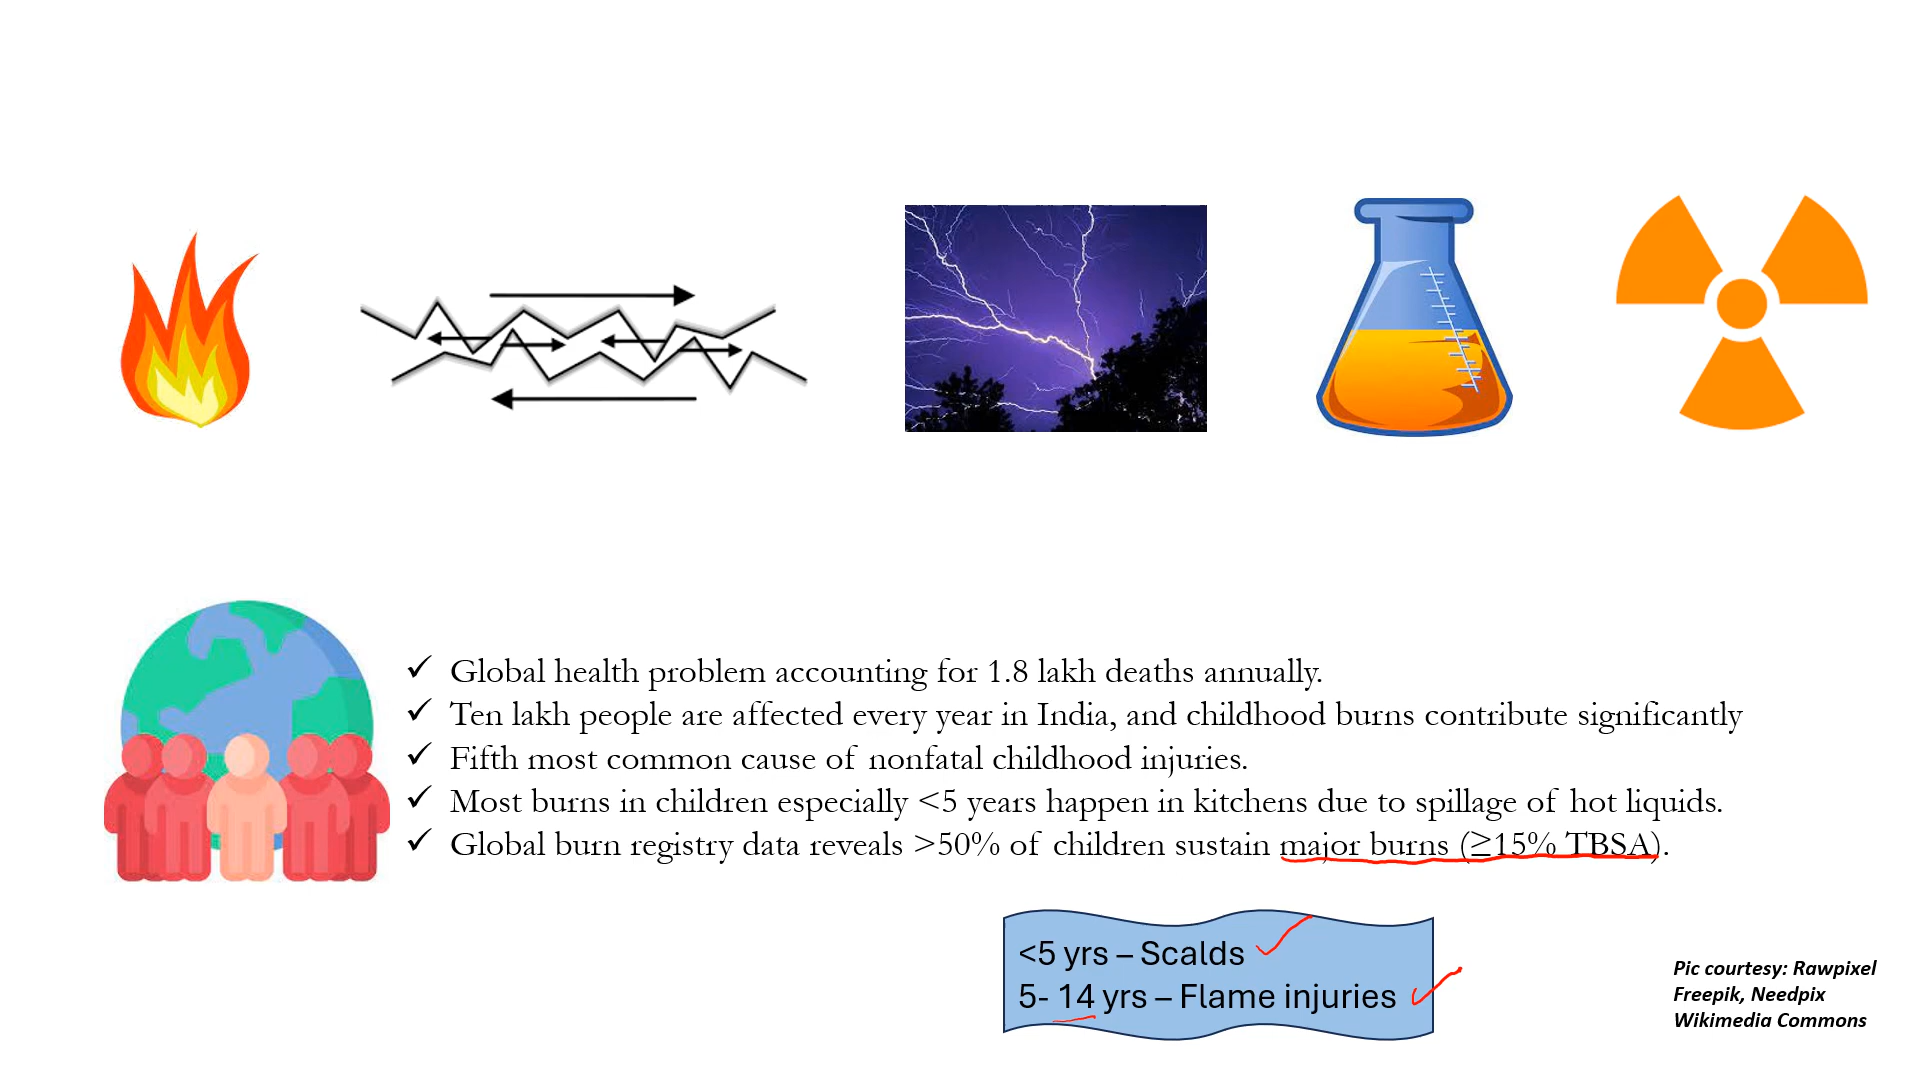 ✓ Global health problem accounting for 1.8 lakh deaths annually.
✓ Ten lakh people are affected every year in India, and childhood burns contribute significantly
✓ Fifth most common cause of nonfatal childhood injuries.
✓ Most burns in children especially <5 years happen in kitchens due to spillage of hot liquids.
✓ Global burn registry data reveals >50% of children sustain major burns (≥15% TBSA).
<5 yrs – Scalds
5- 14 yrs – Flame injuries
Pic courtesy: Rawpixel
Freepik, Needpix
Wikimedia Commons